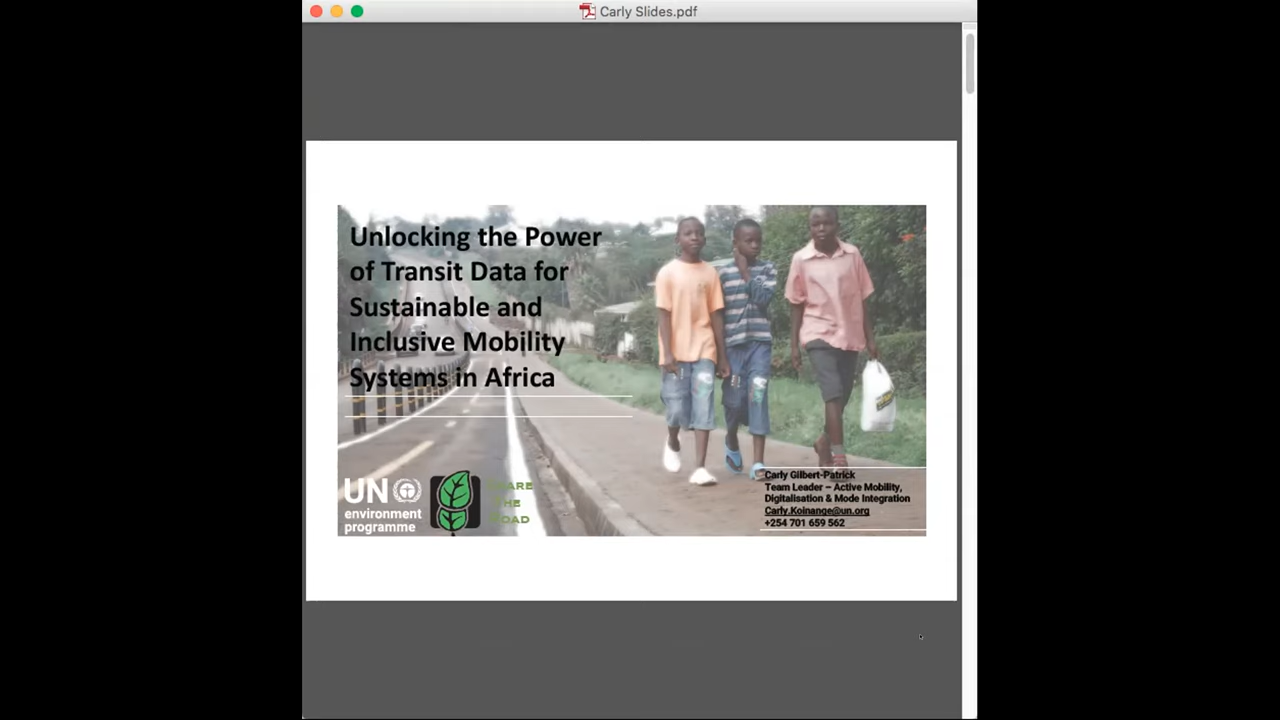 Carly Slides.pdf
Unlocking the Power
of Transit Data for
Sustainable and
Inclusive Mobility
Systems in Africa
UN
environment
programme
SHARE
THE
ROAD
Carly Gilbert-Patrick
Team Leader – Active Mobility,
Digitalisation & Mode Integration
Carly.Koinange@un.org
+254 701 659 562